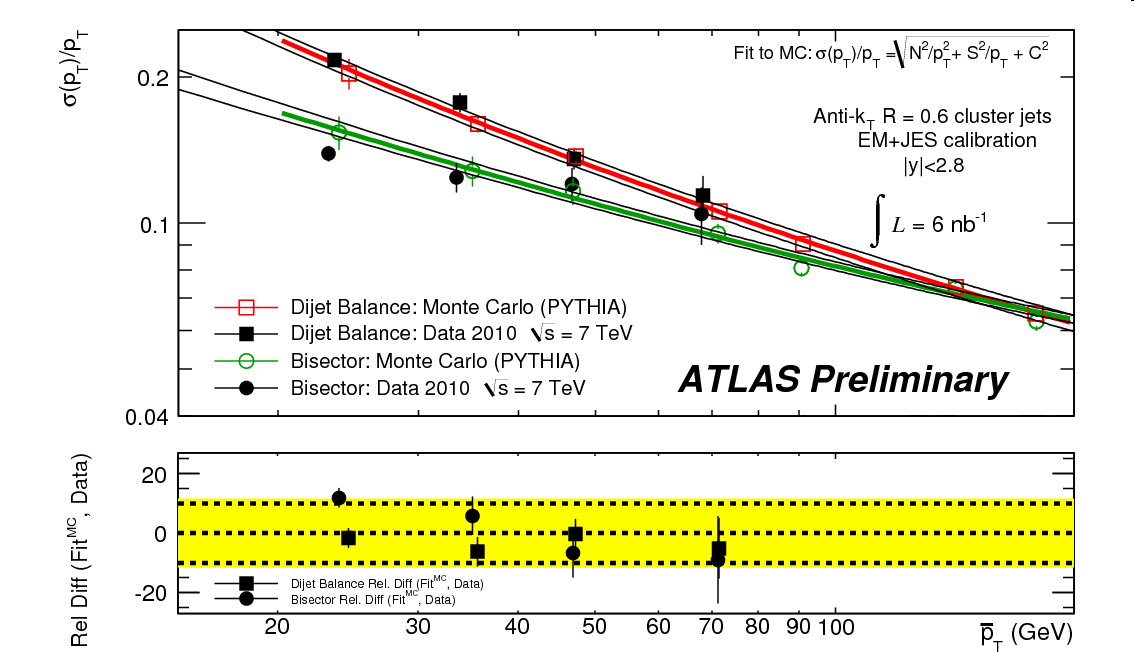 σ(p_T)/p_T
Fit to MC: σ(p_T)/p_T = √N²/p_T² + S²/p_T + C²
0.2
Anti-k_T R = 0.6 cluster jets
EM+JES calibration
|y|<2.8
0.1
∫ L = 6 nb⁻¹
Dijet Balance: Monte Carlo (PYTHIA)
Dijet Balance: Data 2010 √s = 7 TeV
Bisector: Monte Carlo (PYTHIA)
Bisector: Data 2010 √s = 7 TeV
ATLAS Preliminary
0.04
Rel Diff (Fit^MC, Data)
20
0
-20
Dijet Balance Rel. Diff (Fit^MC, Data)
Bisector Rel. Diff (Fit^MC, Data)
20 30 40 50 60 70 80 90 100
p̅_T (GeV)